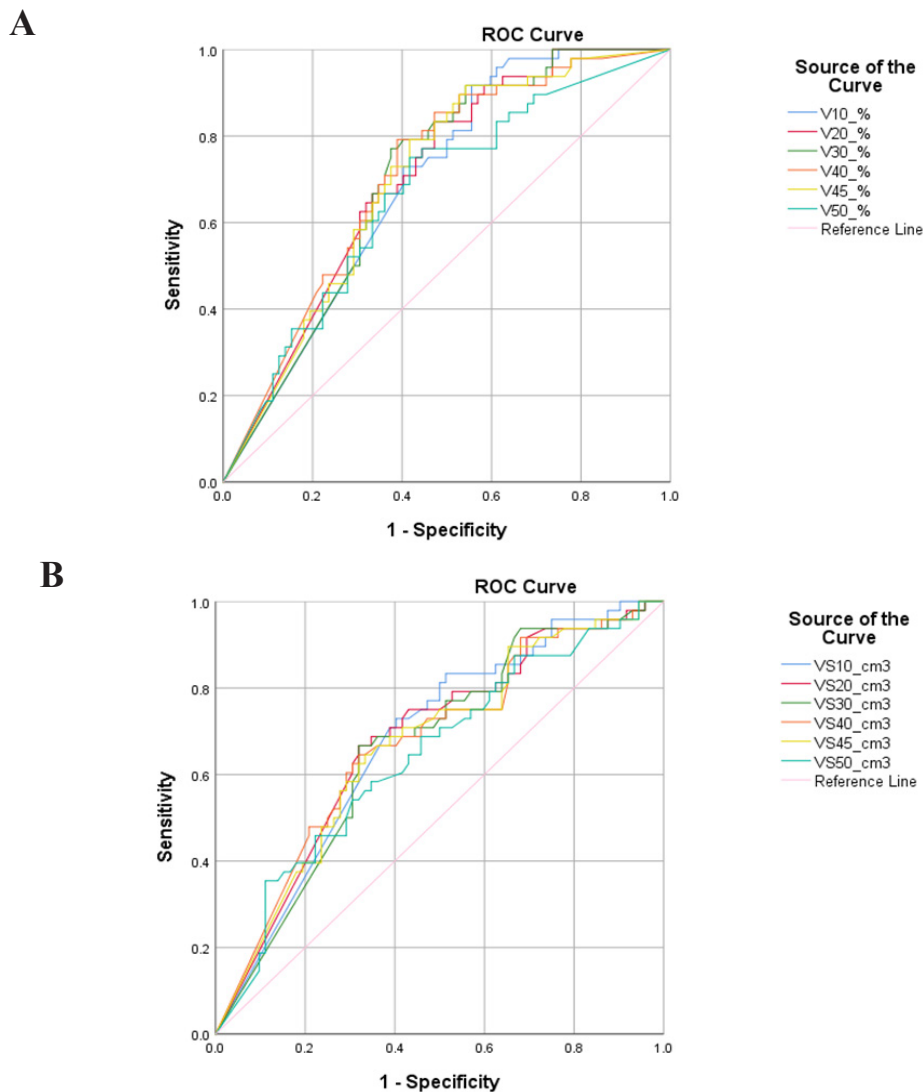 A
ROC Curve
1.0
0.8
0.6
0.4
0.2
0.0
Sensitivity
0.0 0.2 0.4 0.6 0.8 1.0
1 - Specificity
Source of the
Curve
V10_%
V20_%
V30_%
V40_%
V45_%
V50_%
Reference Line
B
ROC Curve
1.0
0.8
0.6
0.4
0.2
0.0
Sensitivity
0.0 0.2 0.4 0.6 0.8 1.0
1 - Specificity
Source of the
Curve
VS10_cm3
VS20_cm3
VS30_cm3
VS40_cm3
VS45_cm3
VS50_cm3
Reference Line